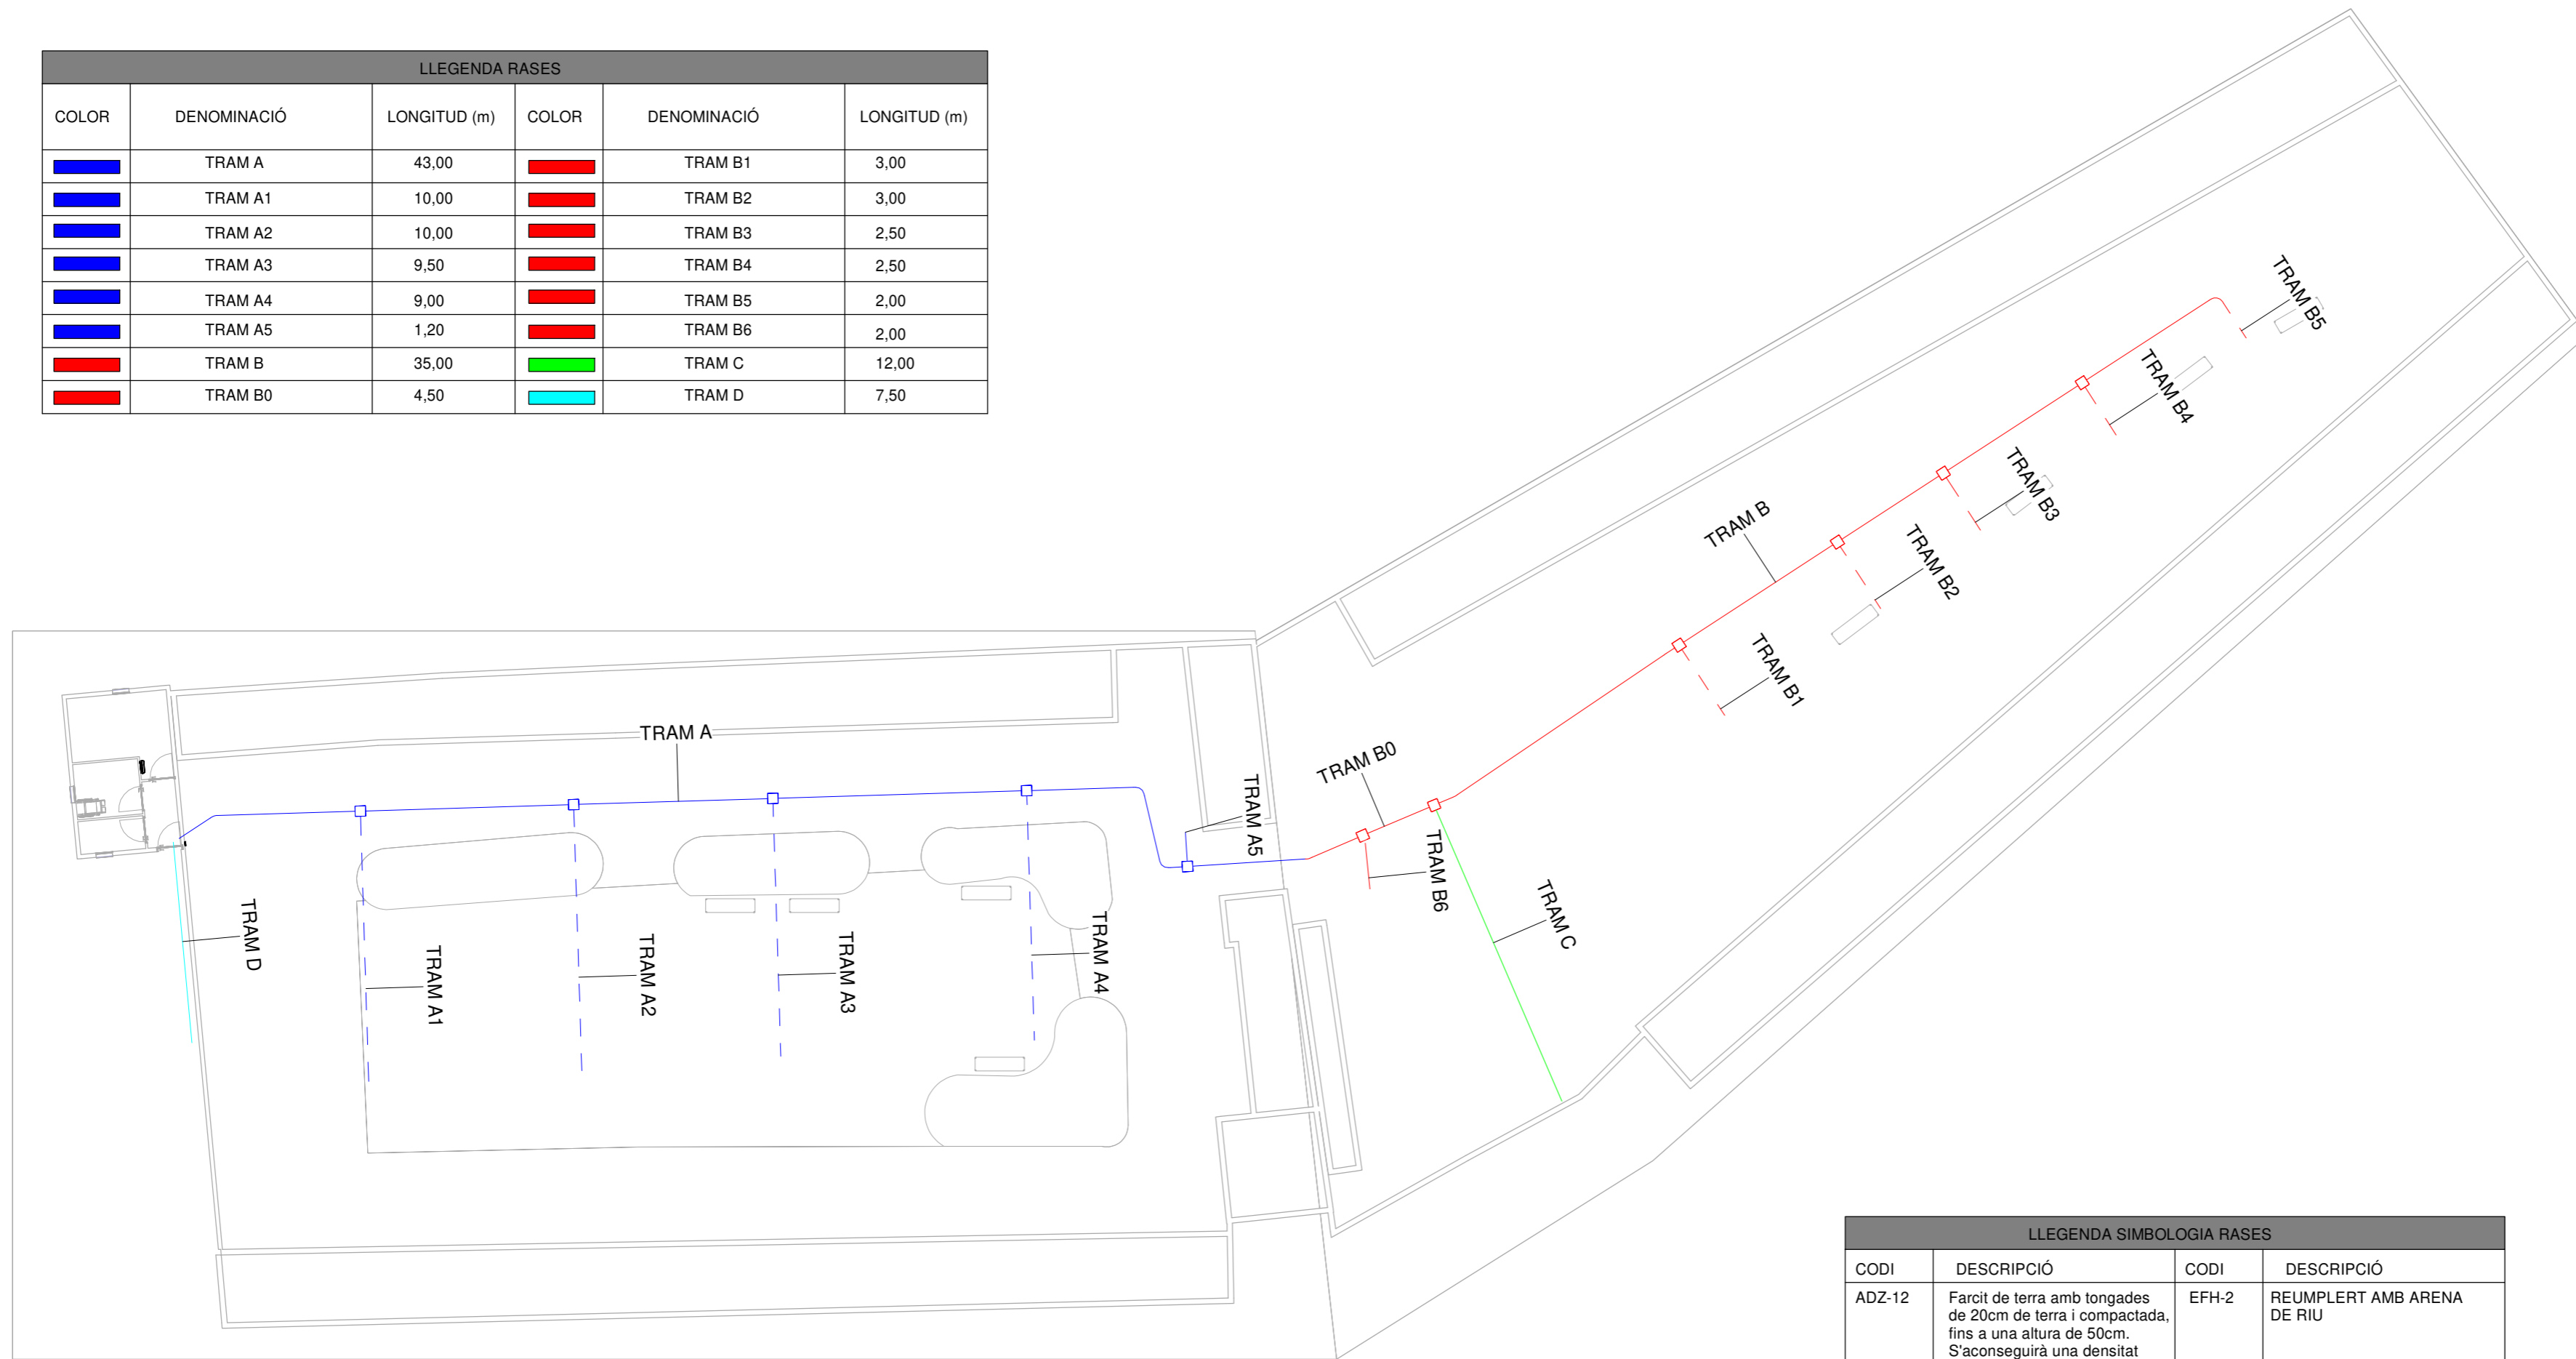 LLEGENDA RASES
COLOR DENOMINACIÓ LONGITUD (m) COLOR DENOMINACIÓ LONGITUD (m)
TRAM A 43,00 TRAM B1 3,00
TRAM A1 10,00 TRAM B2 3,00
TRAM A2 10,00 TRAM B3 2,50
TRAM A3 9,50 TRAM B4 2,50
TRAM A4 9,00 TRAM B5 2,00
TRAM A5 1,20 TRAM B6 2,00
TRAM B 35,00 TRAM C 12,00
TRAM B0 4,50 TRAM D 7,50
TRAM B5
TRAM B4
TRAM B3
TRAM B
TRAM B2
TRAM B1
TRAM A
TRAM B0
TRAM A5
TRAM B6
TRAM C
TRAM D
TRAM A1
TRAM A2
TRAM A3
TRAM A4
LLEGENDA SIMBOLOGIA RASES
CODI DESCRIPCIÓ CODI DESCRIPCIÓ
ADZ-12 Farcit de terra amb tongades EFH-2 REUMPLERT AMB ARENA
de 20cm de terra i compactada, DE RIU
fins a una altura de 50cm.
S'aconseguirà una densitat